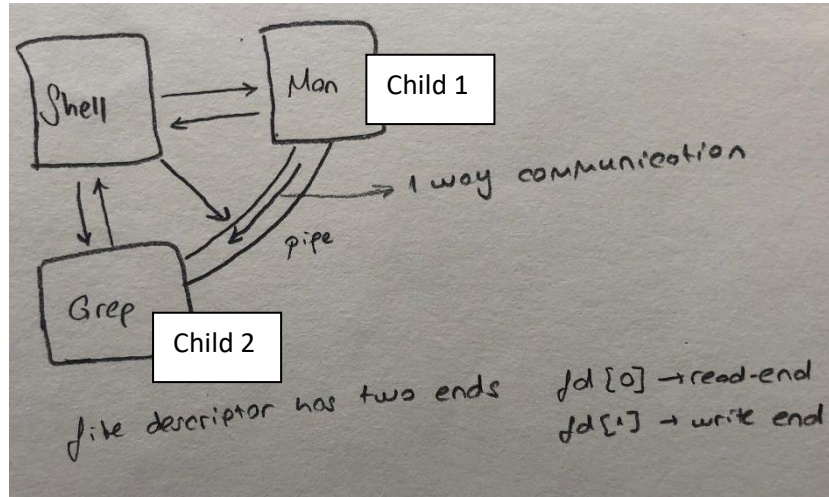 Shell
Man
Child 1
1 way communication
pipe
Grep
Child 2
file descriptor has two ends
fd[0] → read-end
fd[1] → write end